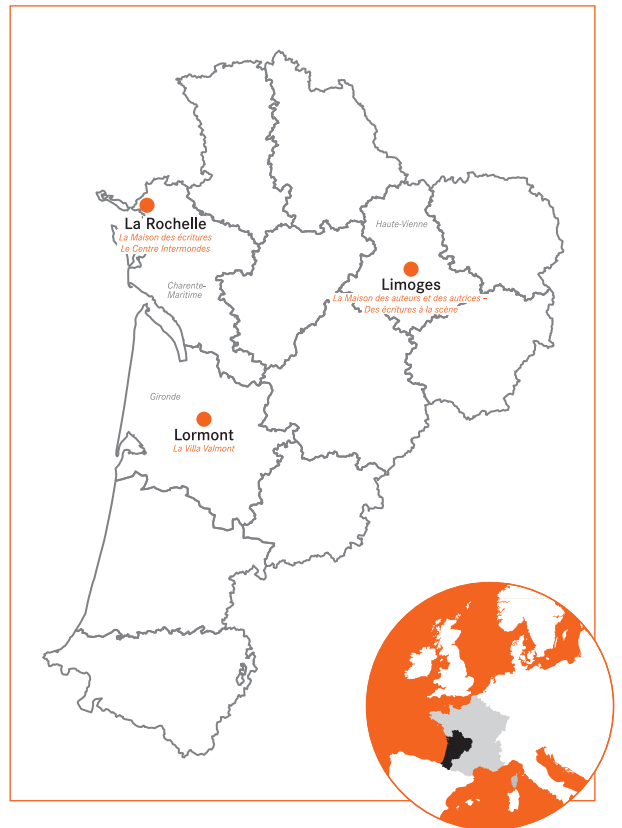 La Rochelle
La Maison des écritures
Le Centre Intermondes
Haute-Vienne
Limoges
La Maison des auteurs et des autrices –
Des écritures à la scène
Charente-
Maritime
Gironde
Lormont
La Villa Valmont